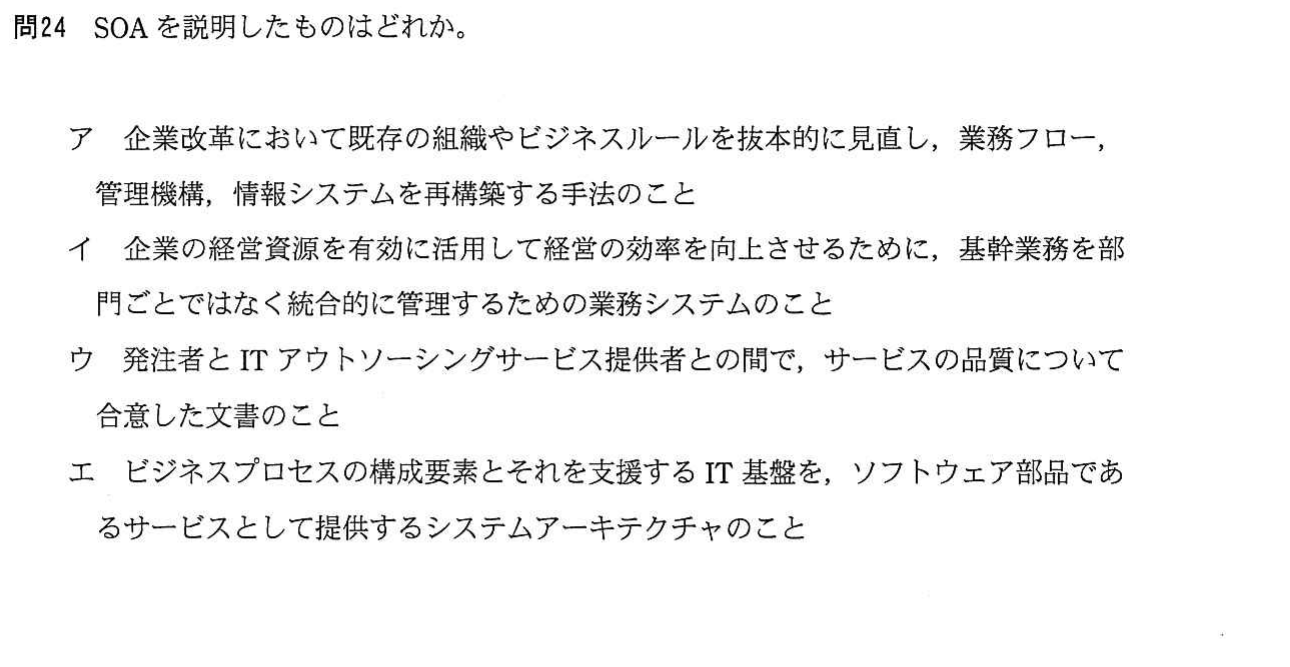 問24 SOA を説明したものはどれか。
ア 企業改革において既存の組織やビジネスルールを抜本的に見直し，業務フロー，
管理機構，情報システムを再構築する手法のこと
イ 企業の経営資源を有効に活用して経営の効率を向上させるために，基幹業務を部
門ごとではなく統合的に管理するための業務システムのこと
ウ 発注者と IT アウトソーシングサービス提供者との間で，サービスの品質について
合意した文書のこと
エ ビジネスプロセスの構成要素とそれを支援する IT 基盤を，ソフトウェア部品であ
るサービスとして提供するシステムアーキテクチャのこと